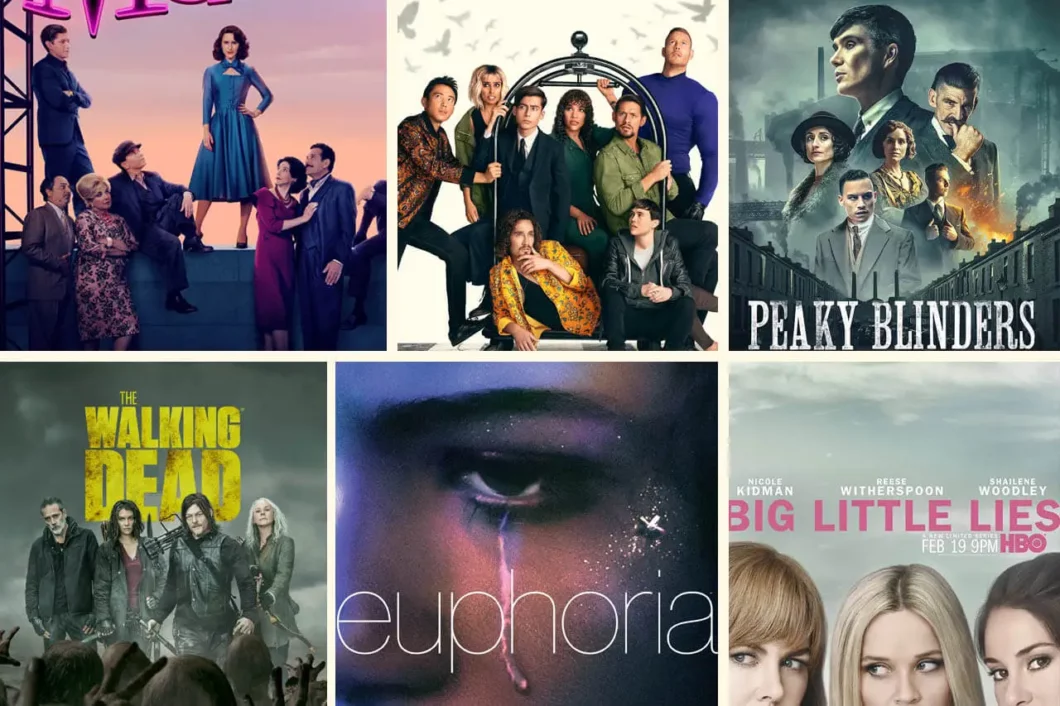 PEAKY BLINDERS
THE
WALKING
DEAD
euphoria
NICOLE
KIDMAN
REESE
WITHERSPOON
SHAILENE
WOODLEY
BIG LITTLE LIES
A NEW LIMITED SERIES
FEB 19 9PM HBO